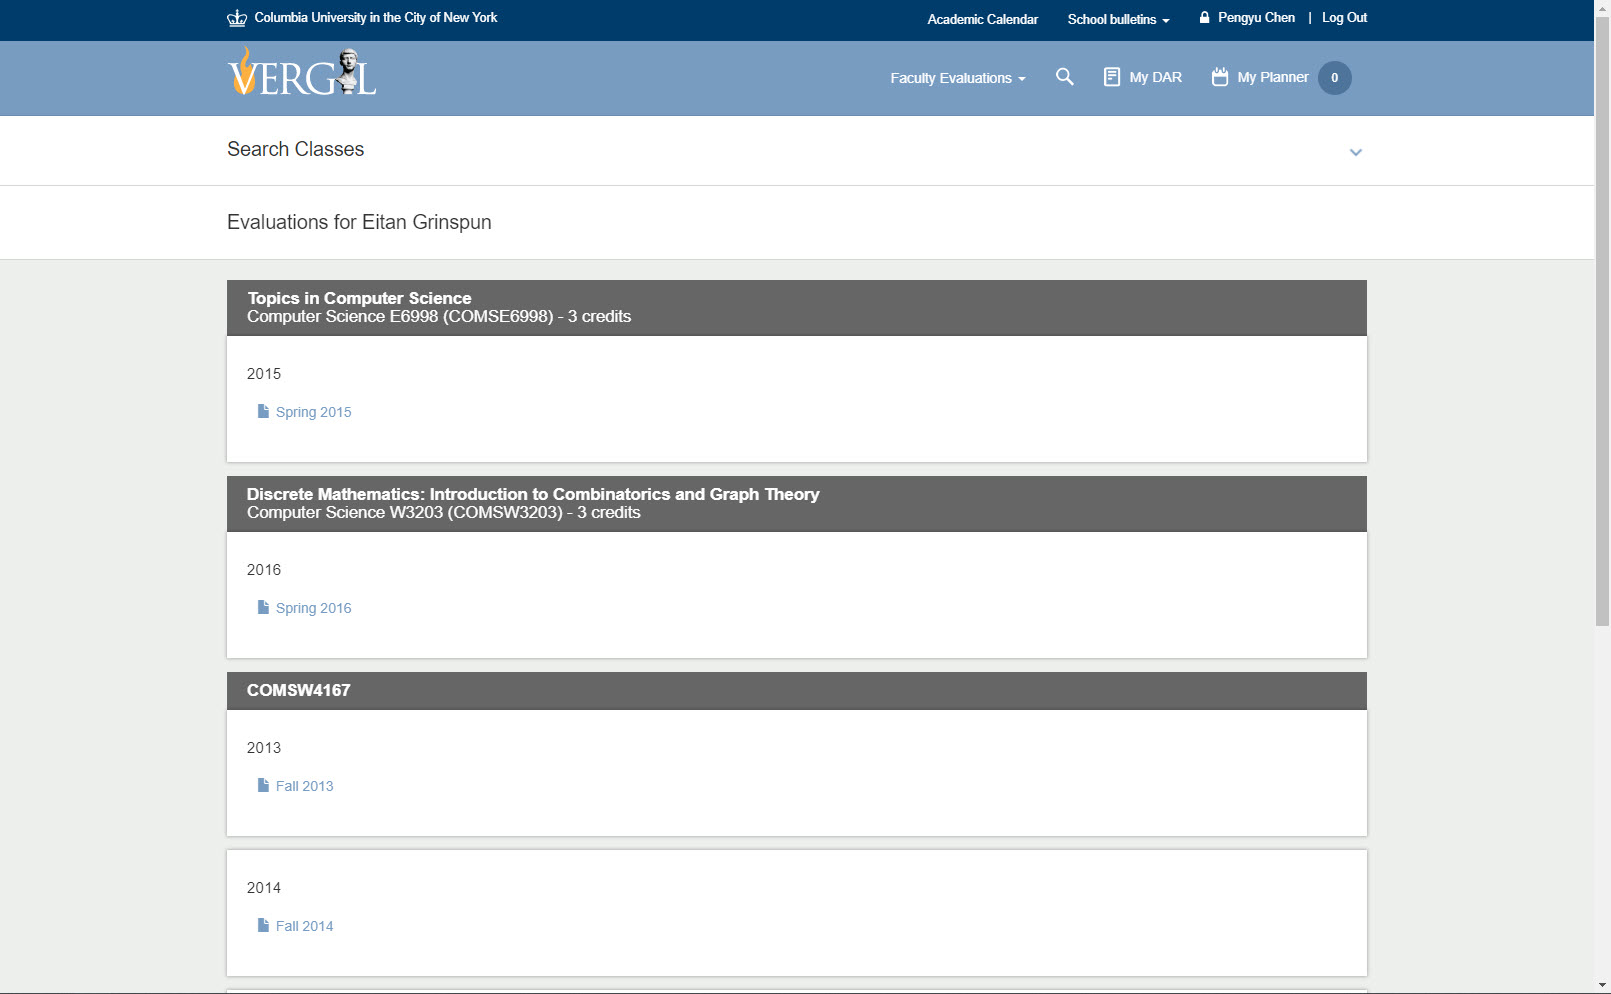 Columbia University in the City of New York
Academic Calendar
School bulletins
Pengyu Chen | Log Out
VERGIL
Faculty Evaluations
My DAR
My Planner
0
Search Classes
Evaluations for Eitan Grinspun
Topics in Computer Science
Computer Science E6998 (COMSE6998) - 3 credits
2015
Spring 2015
Discrete Mathematics: Introduction to Combinatorics and Graph Theory
Computer Science W3203 (COMSW3203) - 3 credits
2016
Spring 2016
COMSW4167
2013
Fall 2013
2014
Fall 2014